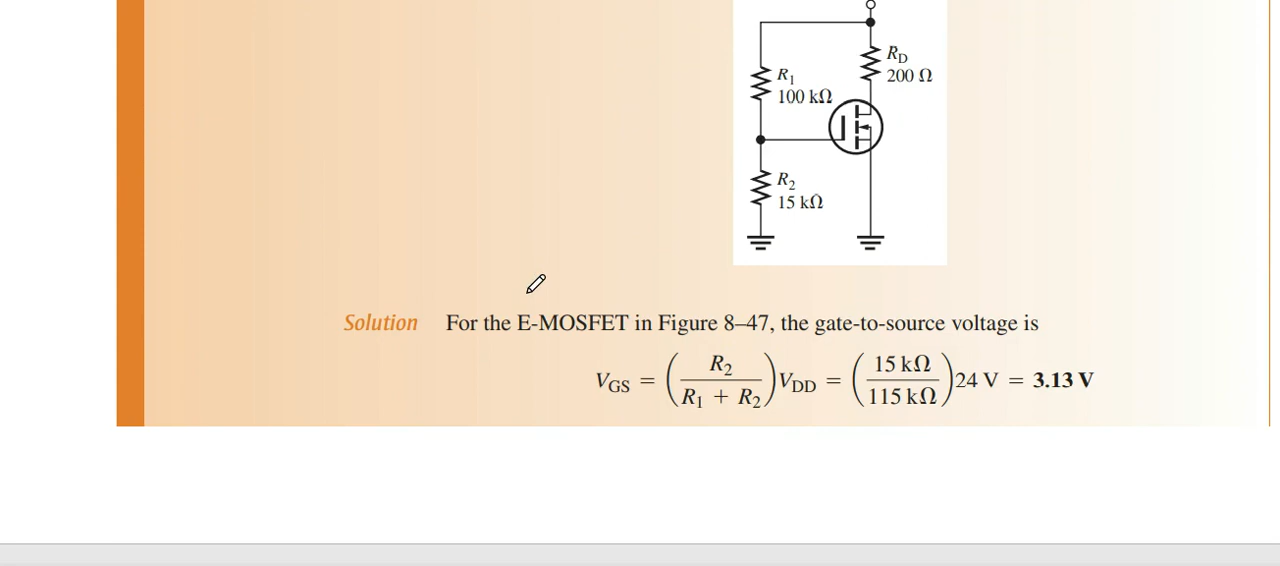 R_D
200 Ω
R_1
100 kΩ
R_2
15 kΩ
Solution For the E-MOSFET in Figure 8–47, the gate-to-source voltage is
V_GS = (R_2 / (R_1 + R_2)) V_DD = (15 kΩ / 115 kΩ) 24 V = 3.13 V